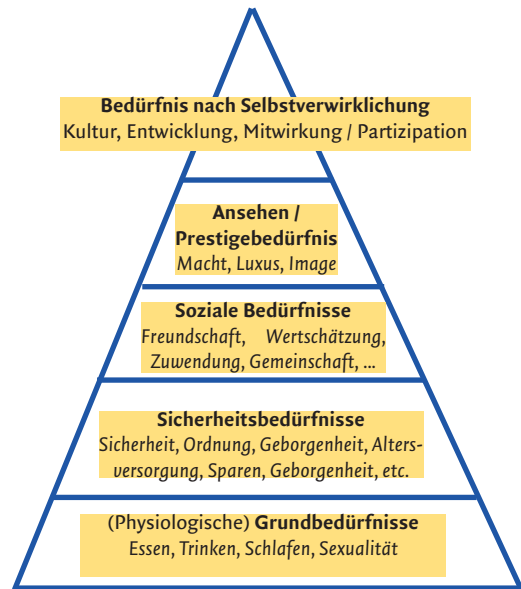 Bedürfnis nach Selbstverwirklichung
Kultur, Entwicklung, Mitwirkung / Partizipation
Ansehen /
Prestigebedürfnis
Macht, Luxus, Image
Soziale Bedürfnisse
Freundschaft, Wertschätzung,
Zuwendung, Gemeinschaft, ...
Sicherheitsbedürfnisse
Sicherheit, Ordnung, Geborgenheit, Alters-
versorgung, Sparen, Geborgenheit, etc.
(Physiologische) Grundbedürfnisse
Essen, Trinken, Schlafen, Sexualität